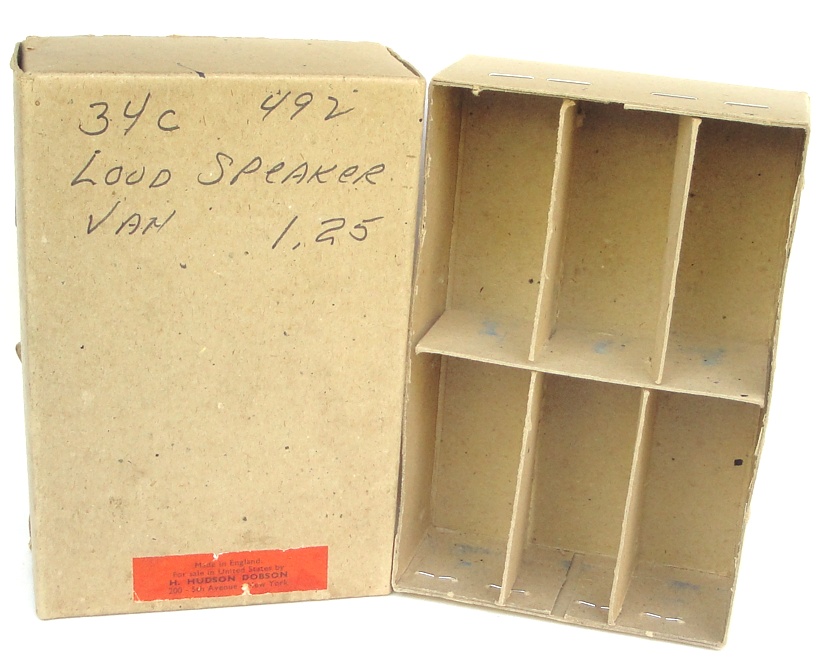 34c 492
LOUD SPEAKER
VAN 1.25
Made in England.
For sale in United States by
H. HUDSON DOBSON
200 - 5th Avenue - New York